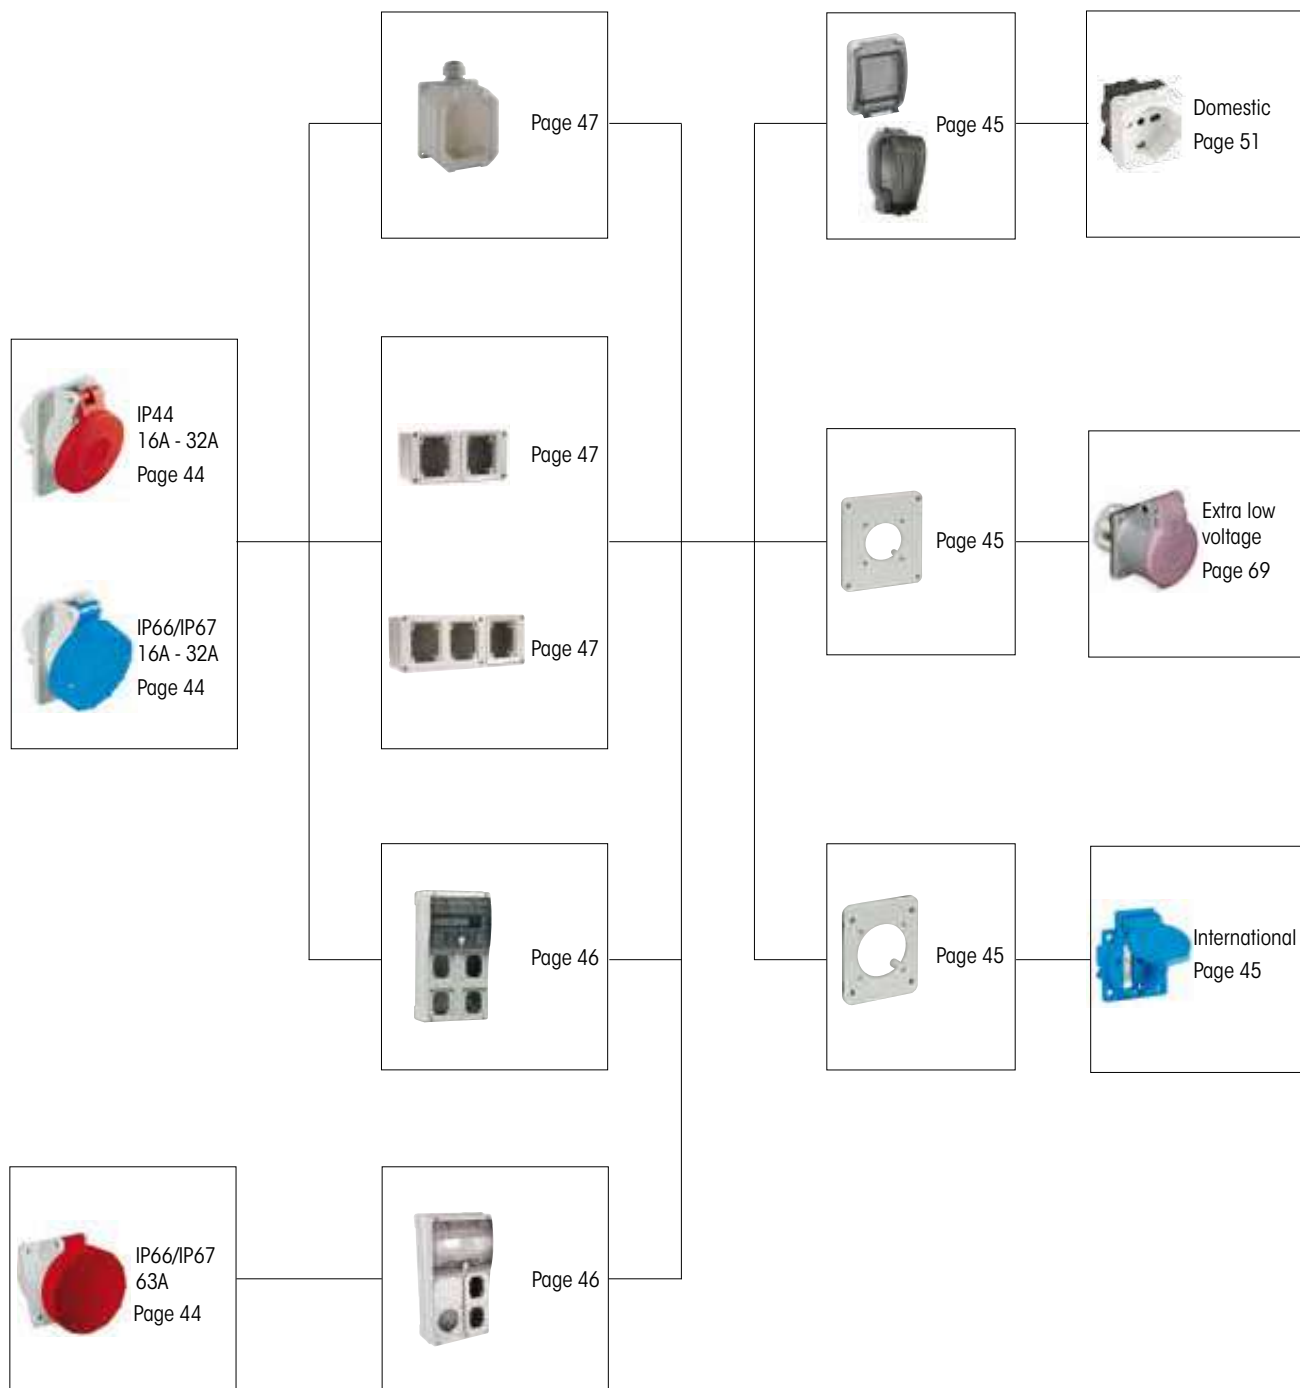 Page 47
Page 45
Domestic
Page 51
IP44
16A - 32A
Page 44
IP66/IP67
16A - 32A
Page 44
Page 47
Page 47
Page 45
Extra low
voltage
Page 69
Page 46
Page 45
International
Page 45
IP66/IP67
63A
Page 44
Page 46